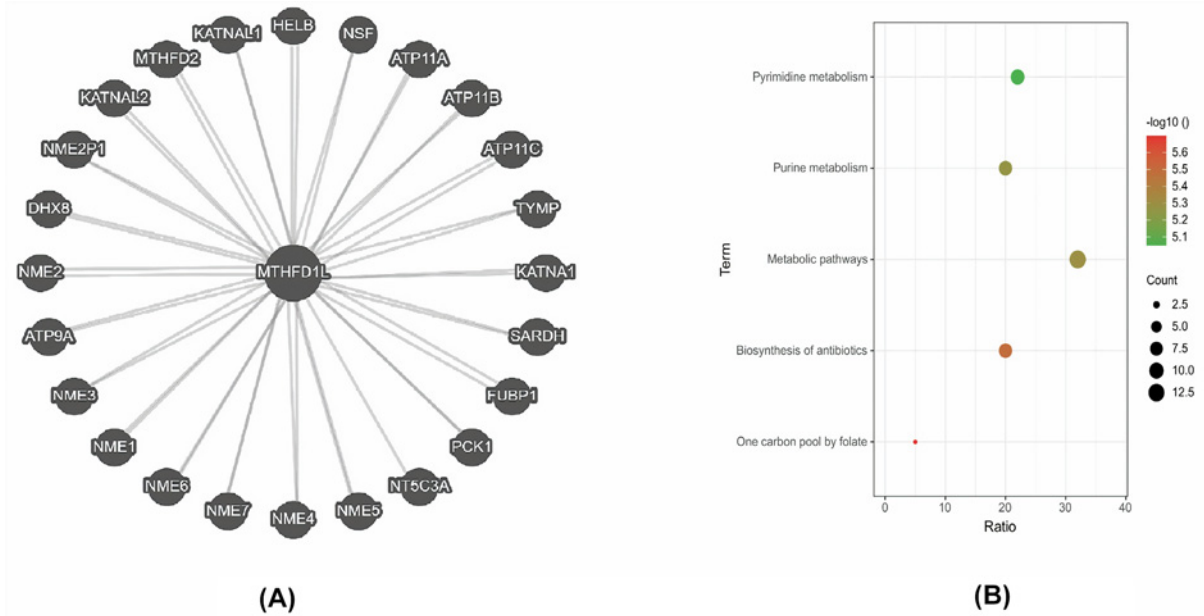 HELB
KATNAL1
NSF
MTHFD2
ATP11A
KATNAL2
ATP11B
NME2P1
ATP11C
DHX8
TYMP
MTHFD1L
NME2
KATNA1
ATP9A
SARDH
NME3
FUBP1
NME1
PCK1
NME6
NT5C3A
NME7
NME4
NME5
(A)
Pyrimidine metabolism
Purine metabolism
Metabolic pathways
Biosynthesis of antibiotics
One carbon pool by folate
Term
0 10 20 30 40
Ratio
-log10 ()
5.6
5.5
5.4
5.3
5.2
5.1
Count
2.5
5.0
7.5
10.0
12.5
(B)